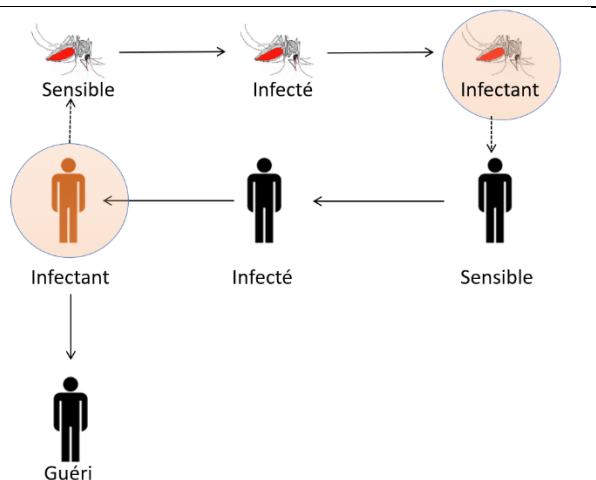 Sensible
Infecté
Infectant
Infectant
Infecté
Sensible
Guéri